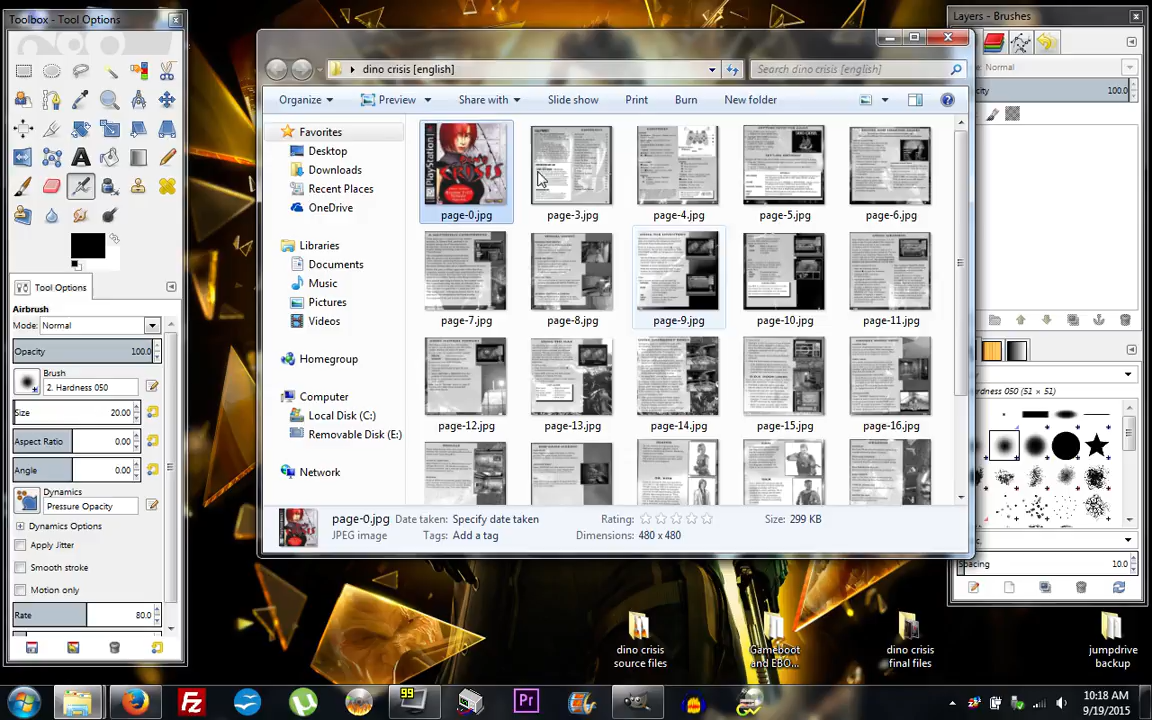 Toolbox - Tool Options
Tool Options
Airbrush
Mode: Normal
Opacity 100.0
Brush
2. Hardness 050
Size 20.00
Aspect Ratio 0.00
Angle 0.00
Dynamics
Pressure Opacity
Dynamics Options
Apply Jitter
Smooth stroke
Motion only
Rate 80.0
dino crisis [english]
Search dino crisis [english]
Organize Preview Share with Slide show Print Burn New folder
Favorites
Desktop
Downloads
Recent Places
OneDrive
Libraries
Documents
Music
Pictures
Videos
Homegroup
Computer
Local Disk (C:)
Removable Disk (E:)
Network
PlayStation
CRISIS
page-0.jpg page-3.jpg page-4.jpg page-5.jpg page-6.jpg
page-7.jpg page-8.jpg page-9.jpg page-10.jpg page-11.jpg
page-12.jpg page-13.jpg page-14.jpg page-15.jpg page-16.jpg
page-0.jpg Date taken: Specify date taken Rating: Size: 299 KB
JPEG image Tags: Add a tag Dimensions: 480 x 480
Layers - Brushes
Normal
100.0
ardness 050 (51 × 51)
Spacing 10.0
dino crisis
source files
Gameboot
and EBO...
dino crisis
final files
jumpdrive
backup
99
Pr
10:18 AM
9/19/2015